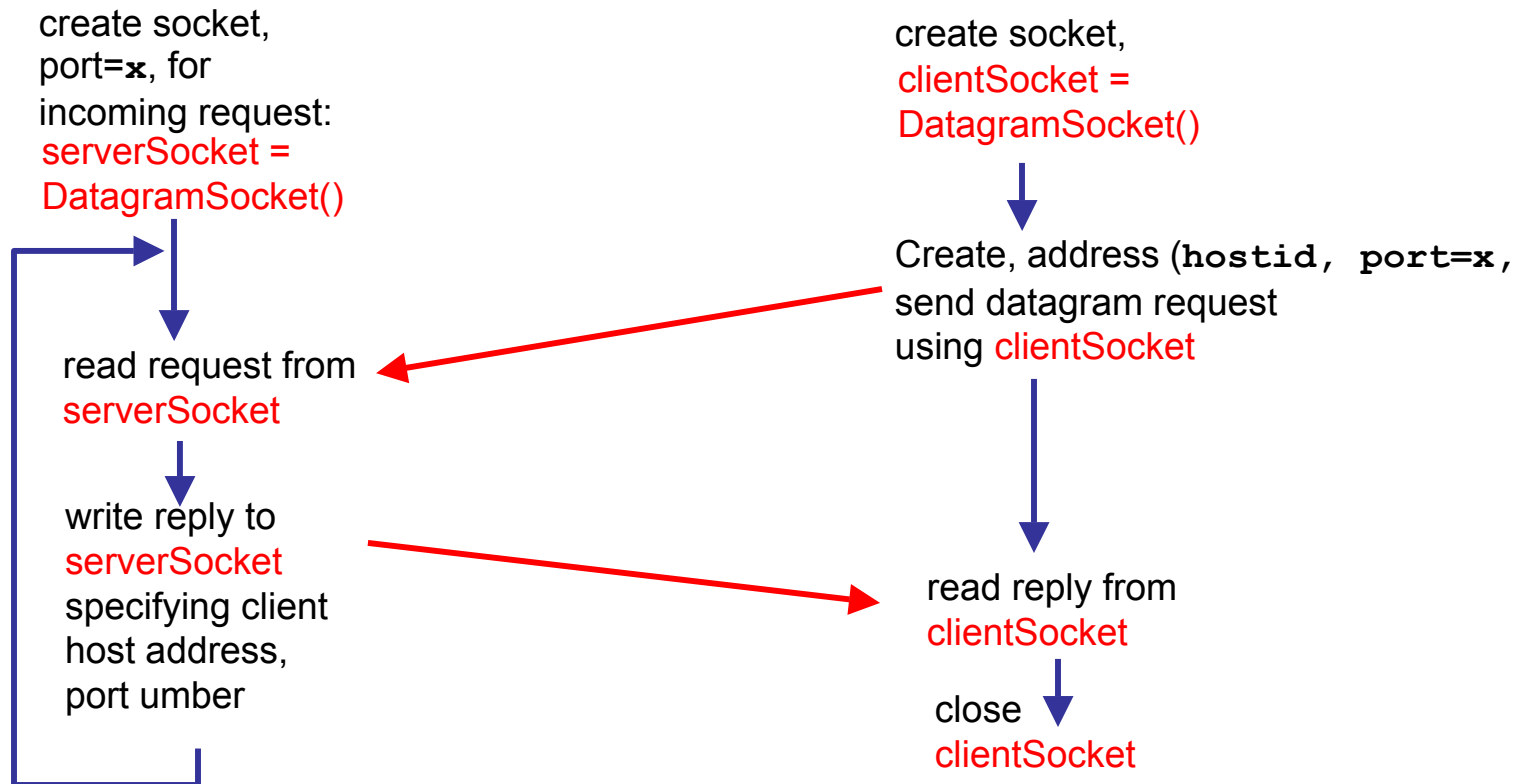 create socket,
port=x, for
incoming request:
serverSocket =
DatagramSocket()
read request from
serverSocket
write reply to
serverSocket
specifying client
host address,
port umber
create socket,
clientSocket =
DatagramSocket()
Create, address (hostid, port=x,
send datagram request
using clientSocket
read reply from
clientSocket
close
clientSocket